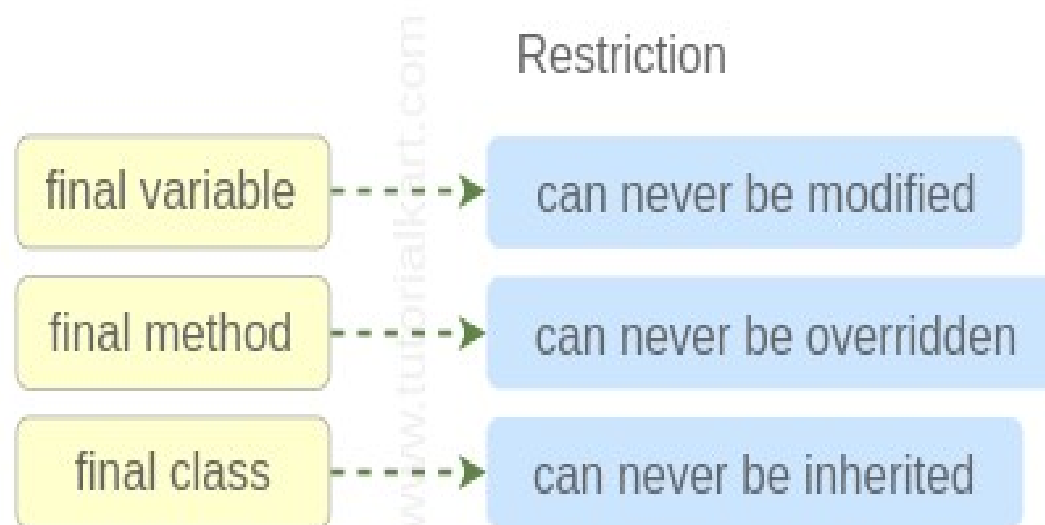 Restriction
final variable
can never be modified
final method
can never be overridden
final class
can never be inherited
www.tutorialkart.com